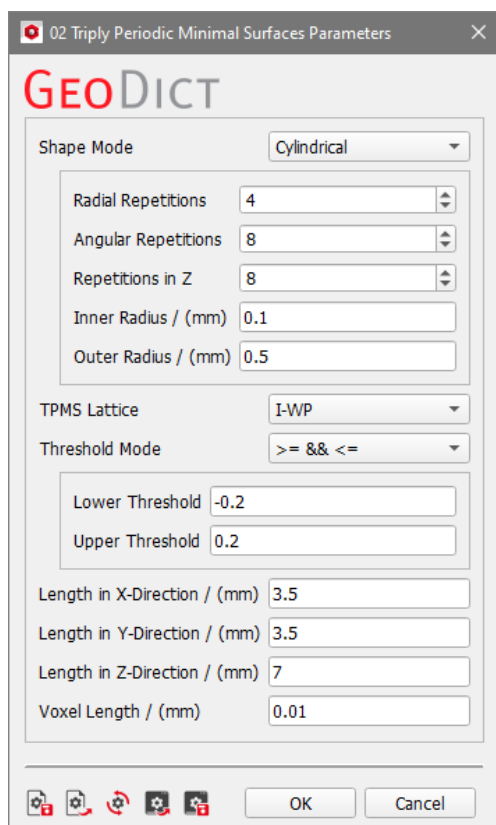 02 Triply Periodic Minimal Surfaces Parameters
GEODICT
Shape Mode Cylindrical
Radial Repetitions 4
Angular Repetitions 8
Repetitions in Z 8
Inner Radius / (mm) 0.1
Outer Radius / (mm) 0.5
TPMS Lattice I-WP
Threshold Mode >= && <=
Lower Threshold -0.2
Upper Threshold 0.2
Length in X-Direction / (mm) 3.5
Length in Y-Direction / (mm) 3.5
Length in Z-Direction / (mm) 7
Voxel Length / (mm) 0.01
OK Cancel